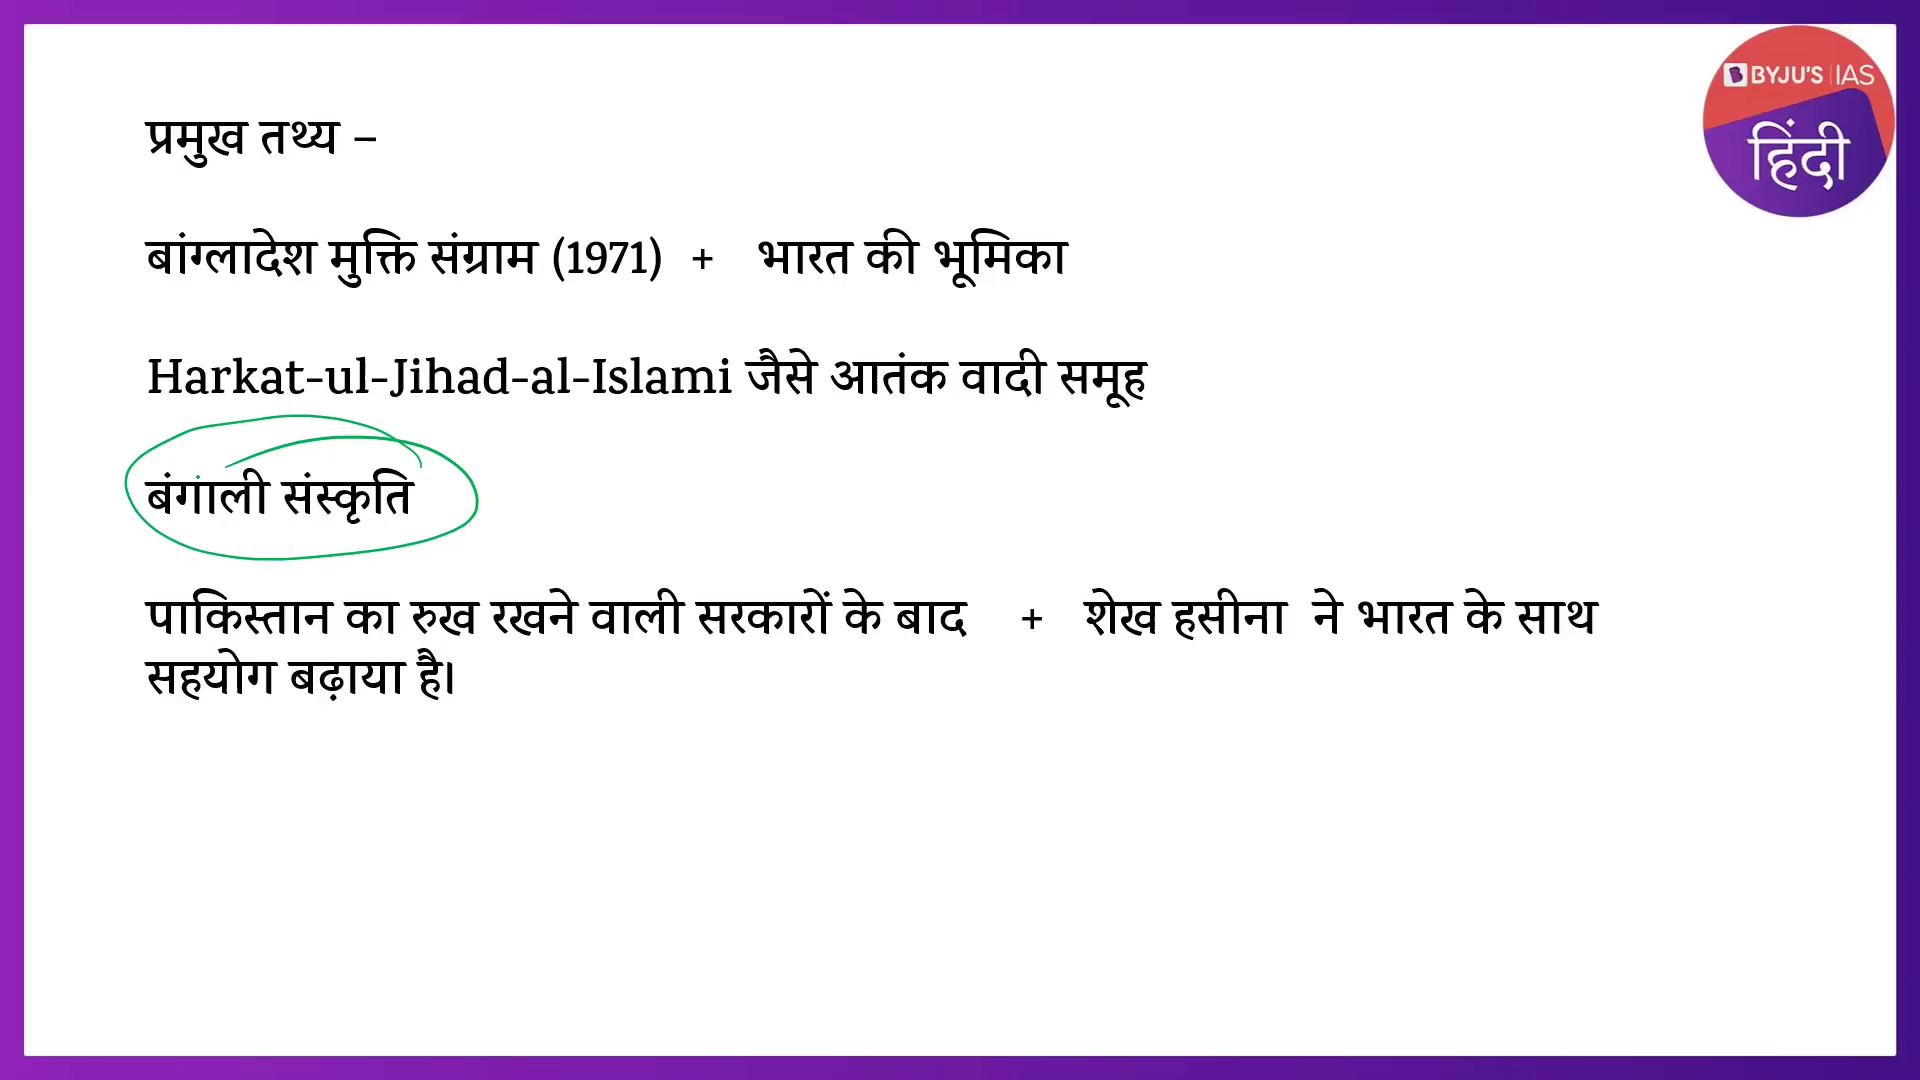 BYJU'S IAS
हिंदी
प्रमुख तथ्य –
बांग्लादेश मुक्ति संग्राम (1971) + भारत की भूमिका
Harkat-ul-Jihad-al-Islami जैसे आतंक वादी समूह
बंगाली संस्कृति
पाकिस्तान का रुख रखने वाली सरकारों के बाद + शेख हसीना ने भारत के साथ
सहयोग बढ़ाया है।